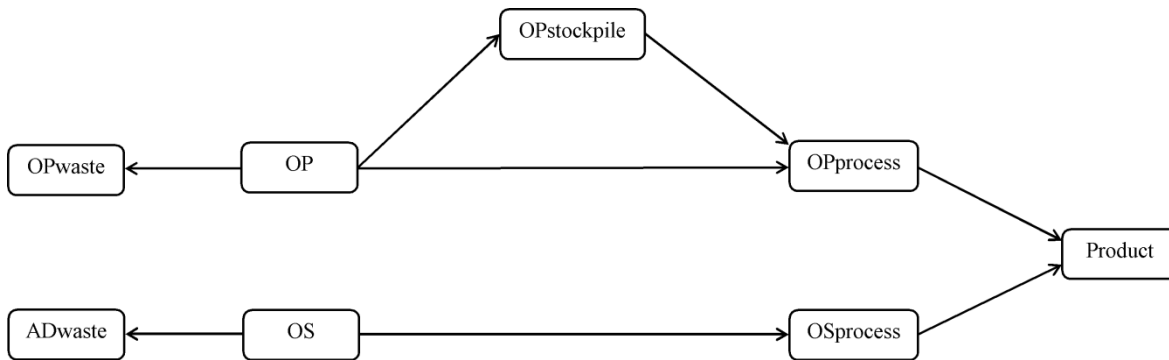 OPstockpile
OPwaste
OP
OPprocess
Product
ADwaste
OS
OSprocess